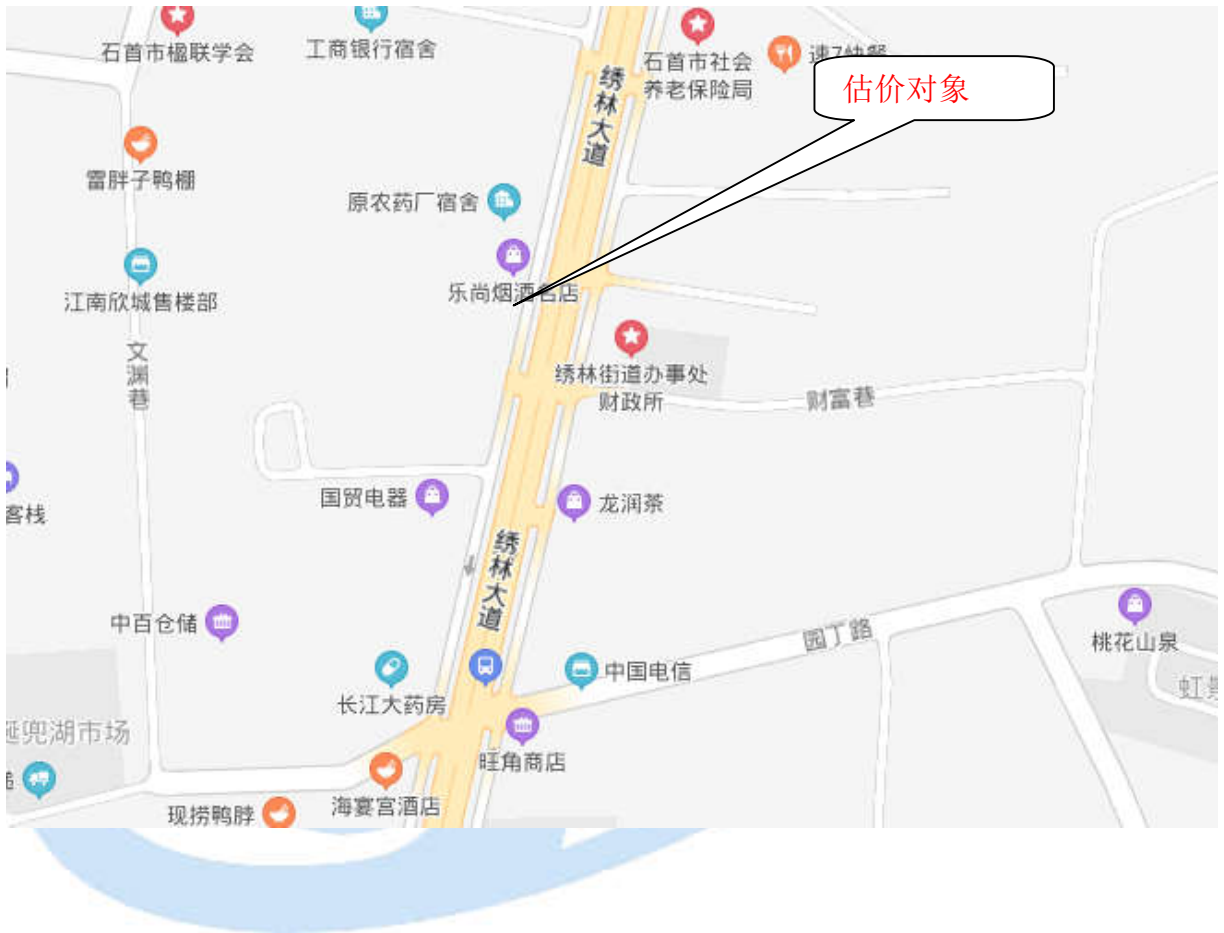 石首市楹联学会
工商银行宿舍
石首市社会
养老保险局
估价对象
绣林大道
雷胖子鸭棚
原农药厂宿舍
乐尚烟酒名店
江南欣城售楼部
文渊巷
绣林街道办事处
财政所
财富巷
国贸电器
龙润茶
客栈
绣林大道
中百仓储
园丁路
桃花山泉
中国电信
长江大药房
虹景
兜湖市场
旺角商店
海宴宫酒店
现捞鸭脖